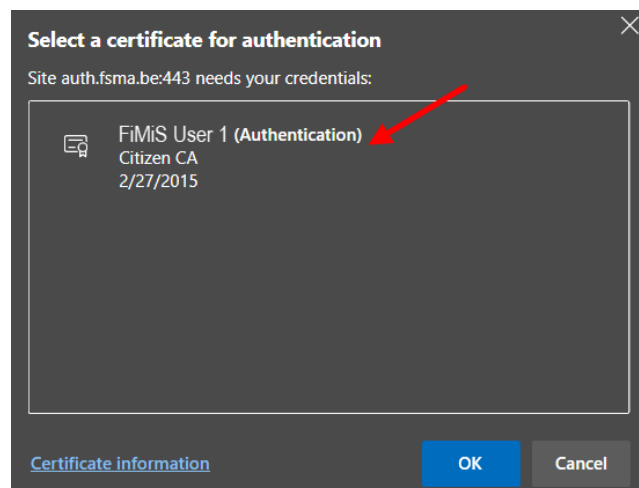 Select a certificate for authentication
Site auth.fsma.be:443 needs your credentials:
FiMiS User 1 (Authentication)
Citizen CA
2/27/2015
Certificate information
OK
Cancel